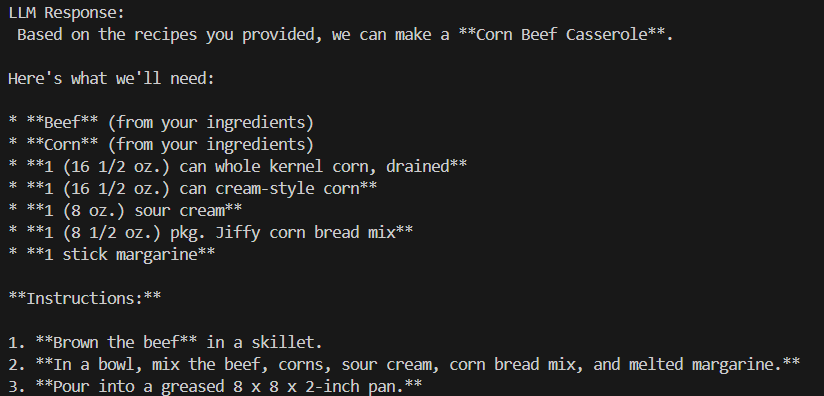 LLM Response:
Based on the recipes you provided, we can make a **Corn Beef Casserole**.
Here's what we'll need:
* **Beef** (from your ingredients)
* **Corn** (from your ingredients)
* **1 (16 1/2 oz.) can whole kernel corn, drained**
* **1 (16 1/2 oz.) can cream-style corn**
* **1 (8 oz.) sour cream**
* **1 (8 1/2 oz.) pkg. Jiffy corn bread mix**
* **1 stick margarine**
**Instructions:**
1. **Brown the beef** in a skillet.
2. **In a bowl, mix the beef, corns, sour cream, corn bread mix, and melted margarine.**
3. **Pour into a greased 8 x 8 x 2-inch pan.**